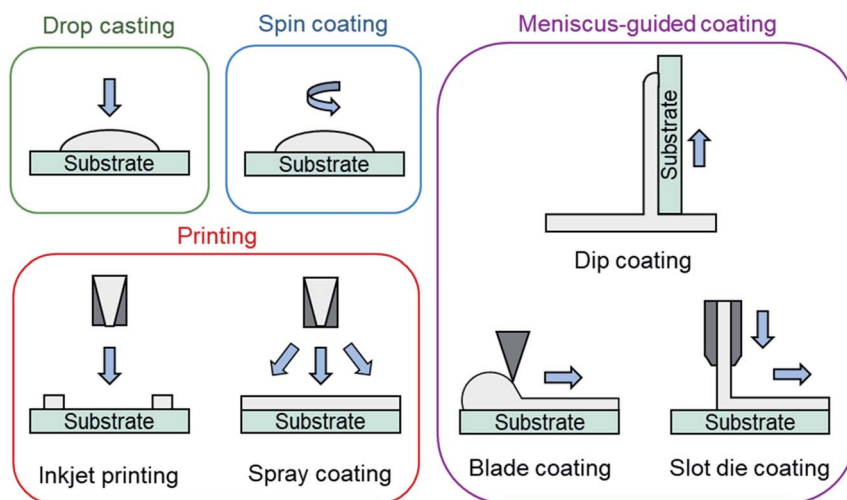 Drop casting
Substrate
Spin coating
Substrate
Printing
Substrate
Inkjet printing
Substrate
Spray coating
Meniscus-guided coating
Substrate
Dip coating
Substrate
Blade coating
Substrate
Slot die coating